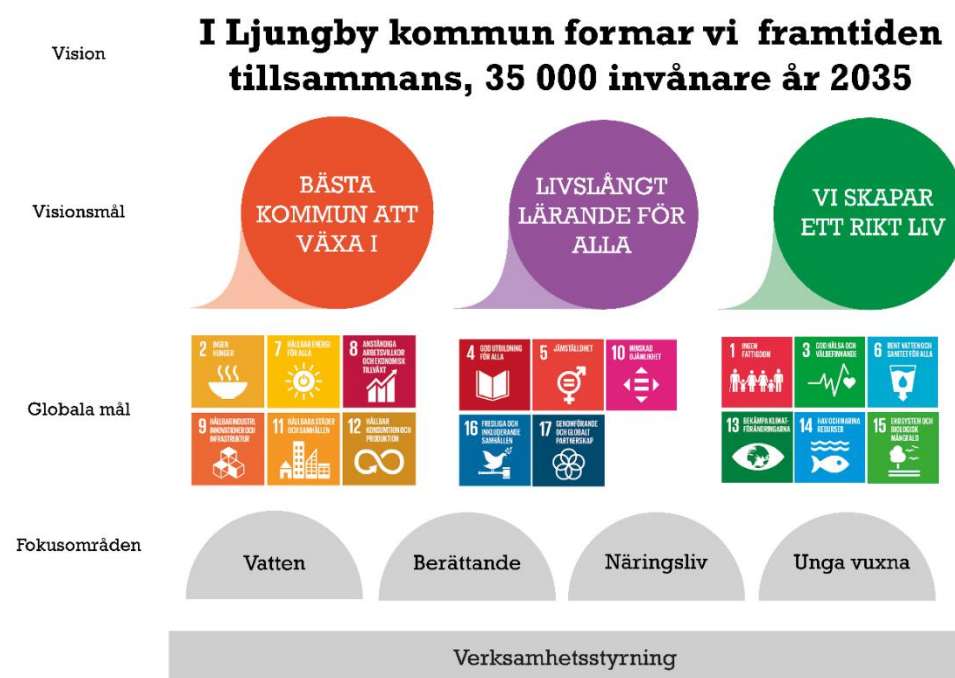 Vision
I Ljungby kommun formar vi framtiden
tillsammans, 35 000 invånare år 2035
Visionsmål
BÄSTA
KOMMUN ATT
VÄXA I
LIVSLÅNGT
LÄRANDE FÖR
ALLA
VI SKAPAR
ETT RIKT LIV
Globala mål
2 INGEN
HUNGER
7 HÅLLBAR ENERGI
FÖR ALLA
8 ANSTÄNDIGA
ARBETSVILLKOR
OCH EKONOMISK
TILLVÄXT
9 HÅLLBAR INDUSTRI,
INNOVATIONER OCH
INFRASTRUKTUR
11 HÅLLBARA STÄDER
OCH SAMHÄLLEN
12 HÅLLBAR
KONSUMTION OCH
PRODUKTION
4 GOD UTBILDNING
FÖR ALLA
5 JÄMSTÄLLDHET
10 MINSKAD
OJÄMLIKHET
16 FREDLIGA OCH
INKLUDERANDE
SAMHÄLLEN
17 GENOMFÖRANDE
OCH GLOBALT
PARTNERSKAP
1 INGEN
FATTIGDOM
3 GOD HÄLSA OCH
VÄLBEFINNANDE
6 RENT VATTEN OCH
SANITET FÖR ALLA
13 BEKÄMPA KLIMAT-
FÖRÄNDRINGARNA
14 HAV OCH MARINA
RESURSER
15 EKOSYSTEM OCH
BIOLOGISK
MÅNGFALD
Fokusområden
Vatten
Berättande
Näringsliv
Unga vuxna
Verksamhetsstyrning